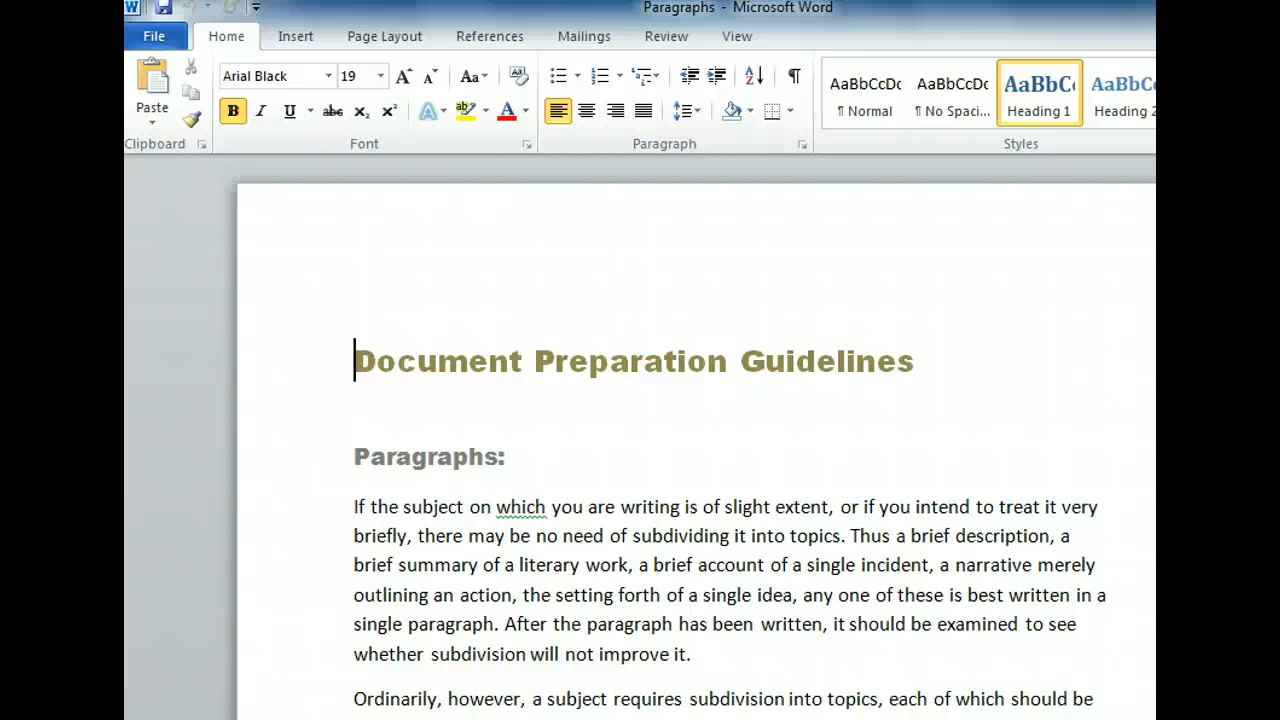 Paragraphs - Microsoft Word
File Home Insert Page Layout References Mailings Review View
Arial Black 19 Aa
Paste
B I U abc x₂ x² A ab A
AaBbCcDc AaBbCcDc AaBbCc AaBbCc
¶ Normal ¶ No Spaci... Heading 1 Heading 2
Clipboard Font Paragraph Styles
Document Preparation Guidelines
Paragraphs:
If the subject on which you are writing is of slight extent, or if you intend to treat it very
briefly, there may be no need of subdividing it into topics. Thus a brief description, a
brief summary of a literary work, a brief account of a single incident, a narrative merely
outlining an action, the setting forth of a single idea, any one of these is best written in a
single paragraph. After the paragraph has been written, it should be examined to see
whether subdivision will not improve it.
Ordinarily, however, a subject requires subdivision into topics, each of which should be